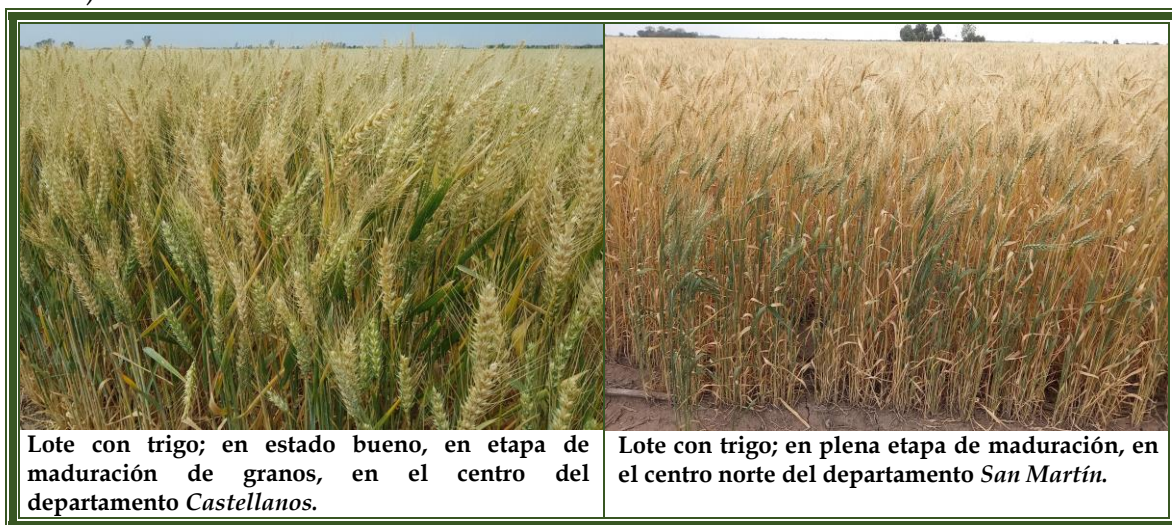 Lote con trigo; en estado bueno, en etapa de
maduración de granos, en el centro del
departamento Castellanos.
Lote con trigo; en plena etapa de maduración, en
el centro norte del departamento San Martín.